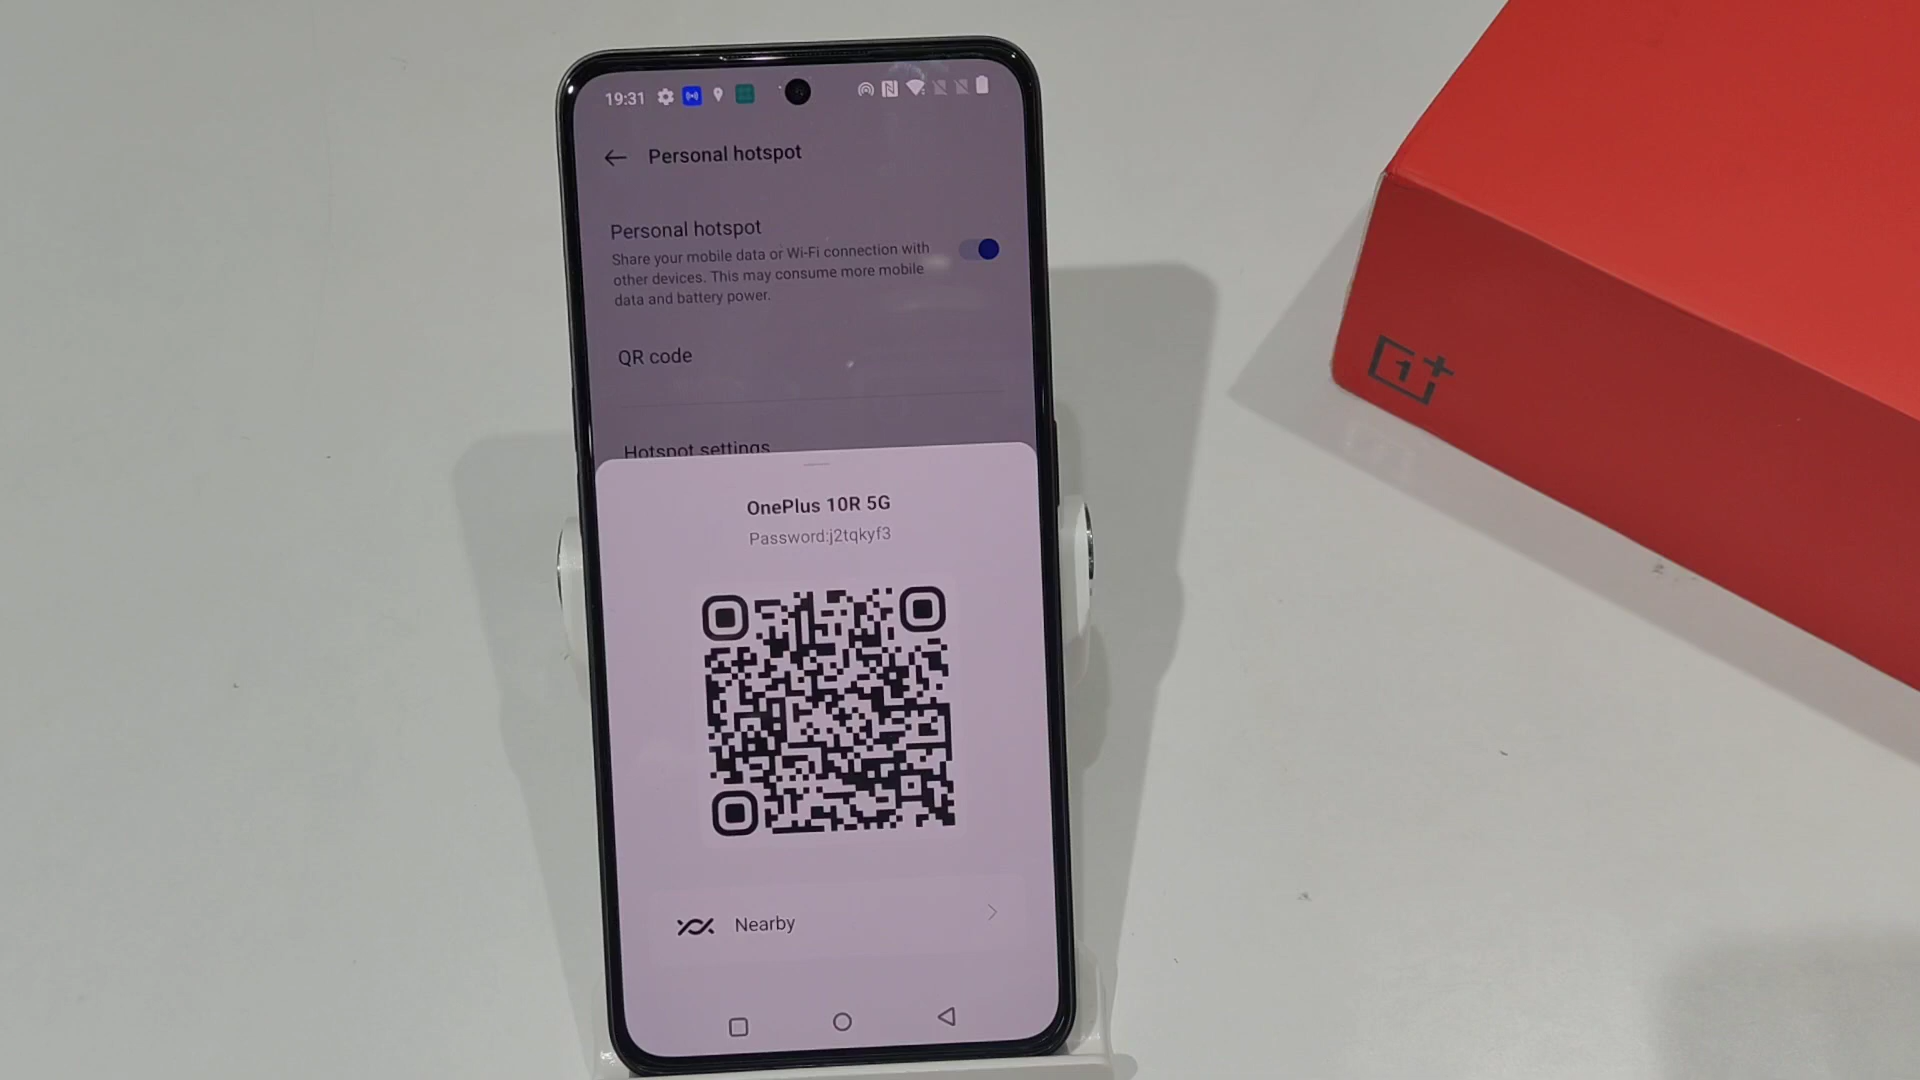 19:31
Personal hotspot
Personal hotspot
Share your mobile data or Wi-Fi connection with
other devices. This may consume more mobile
data and battery power.
QR code
Hotspot settings
OnePlus 10R 5G
Password:j2tqkyf3
Nearby
1+